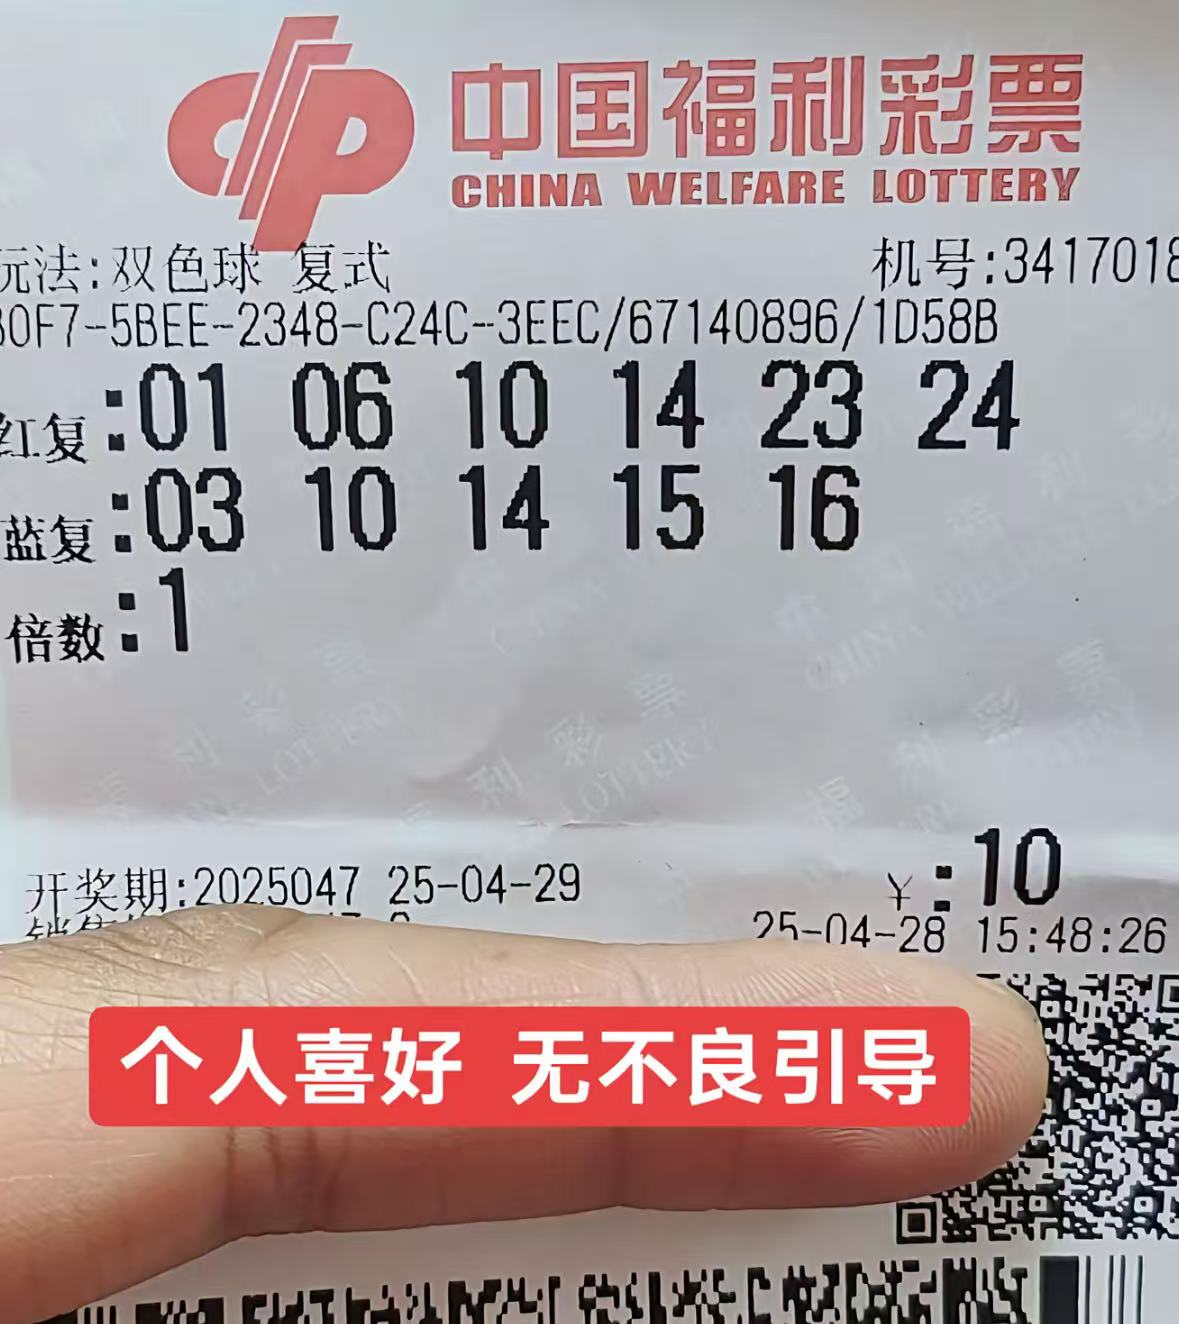 中国福利彩票
CHINA WELFARE LOTTERY
玩法:双色球 复式 机号:3417018
80F7-5BEE-2348-C24C-3EEC/67140896/1D58B
红复:01 06 10 14 23 24
蓝复:03 10 14 15 16
倍数:1
开奖期:2025047 25-04-29 ¥:10
25-04-28 15:48:26
个人喜好 无不良引导